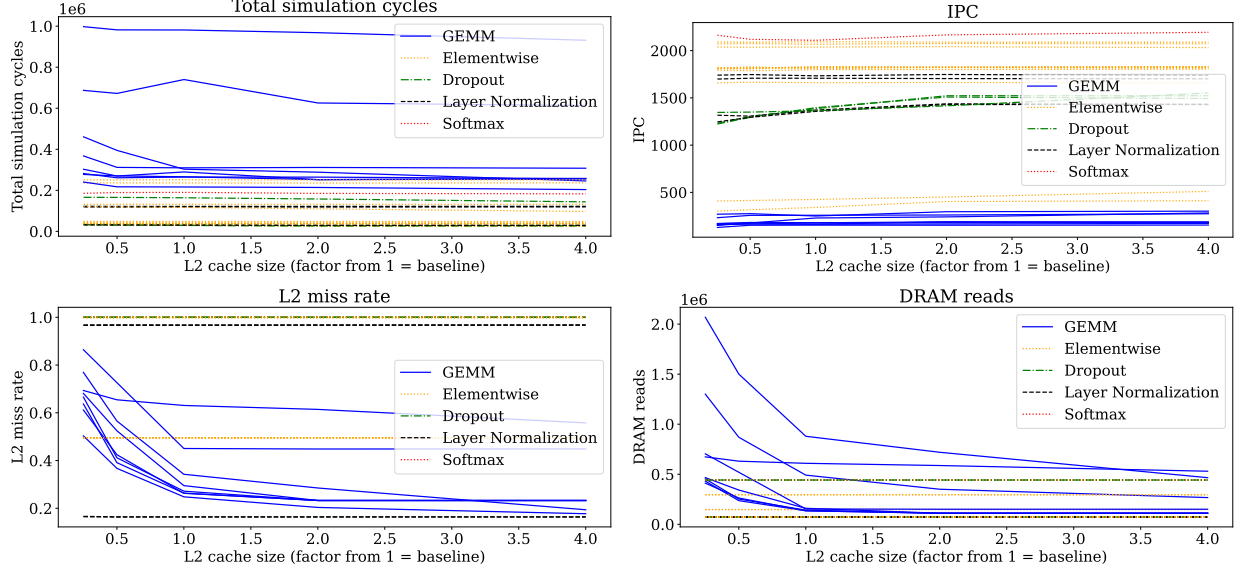 Total simulation cycles
1e6
Total simulation cycles
1.0
0.8
0.6
0.4
0.2
0.0
GEMM
Elementwise
Dropout
Layer Normalization
Softmax
0.5 1.0 1.5 2.0 2.5 3.0 3.5 4.0
L2 cache size (factor from 1 = baseline)
IPC
IPC
2000
1500
1000
500
GEMM
Elementwise
Dropout
Layer Normalization
Softmax
0.5 1.0 1.5 2.0 2.5 3.0 3.5 4.0
L2 cache size (factor from 1 = baseline)
L2 miss rate
L2 miss rate
1.0
0.8
0.6
0.4
0.2
GEMM
Elementwise
Dropout
Layer Normalization
Softmax
0.5 1.0 1.5 2.0 2.5 3.0 3.5 4.0
L2 cache size (factor from 1 = baseline)
DRAM reads
1e6
DRAM reads
2.0
1.5
1.0
0.5
0.0
GEMM
Elementwise
Dropout
Layer Normalization
Softmax
0.5 1.0 1.5 2.0 2.5 3.0 3.5 4.0
L2 cache size (factor from 1 = baseline)